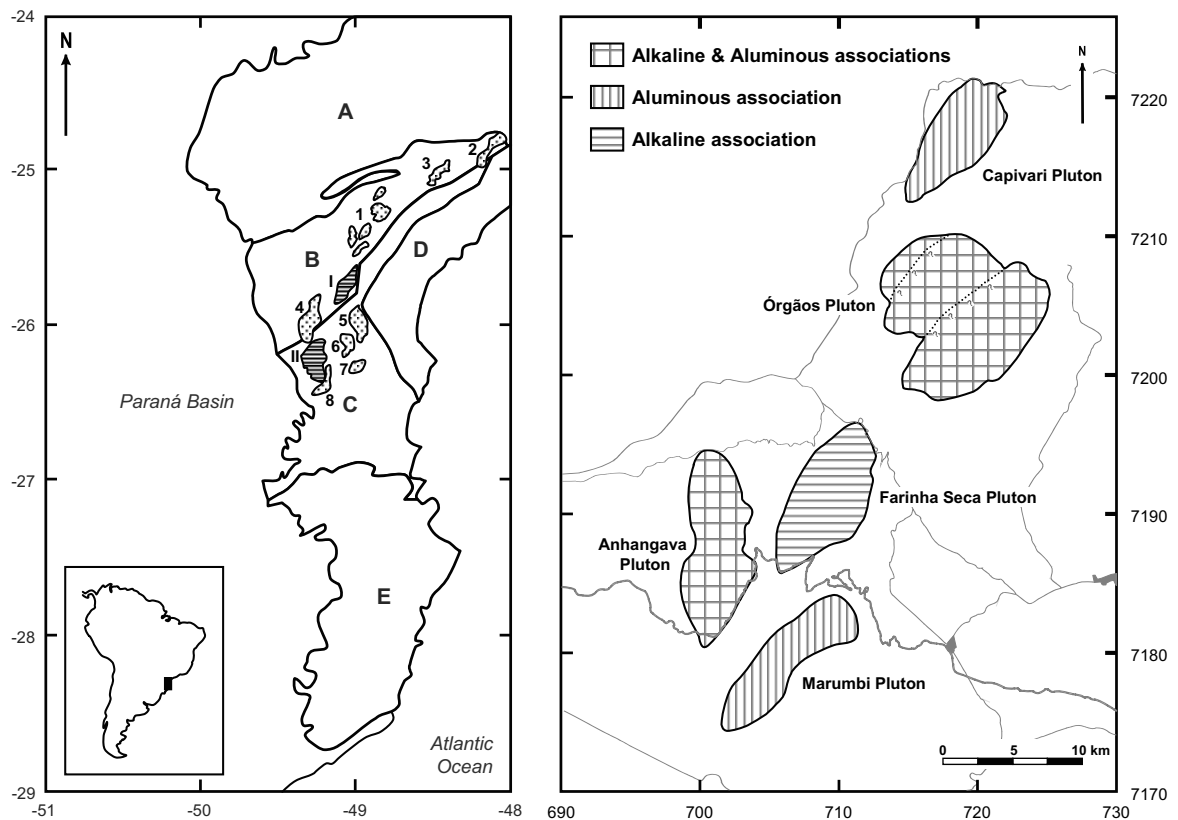 -24
-25
-26
-27
-28
-29
-51
-50
-49
-48
N
A
B
C
D
E
1
2
3
4
5
6
7
8
I
II
Paraná Basin
Atlantic
Ocean
Alkaline & Aluminous associations
Aluminous association
Alkaline association
N
Capivari Pluton
Órgãos Pluton
Farinha Seca Pluton
Anhangava
Pluton
Marumbi Pluton
0 5 10 km
7220
7210
7200
7190
7180
7170
690
700
710
720
730